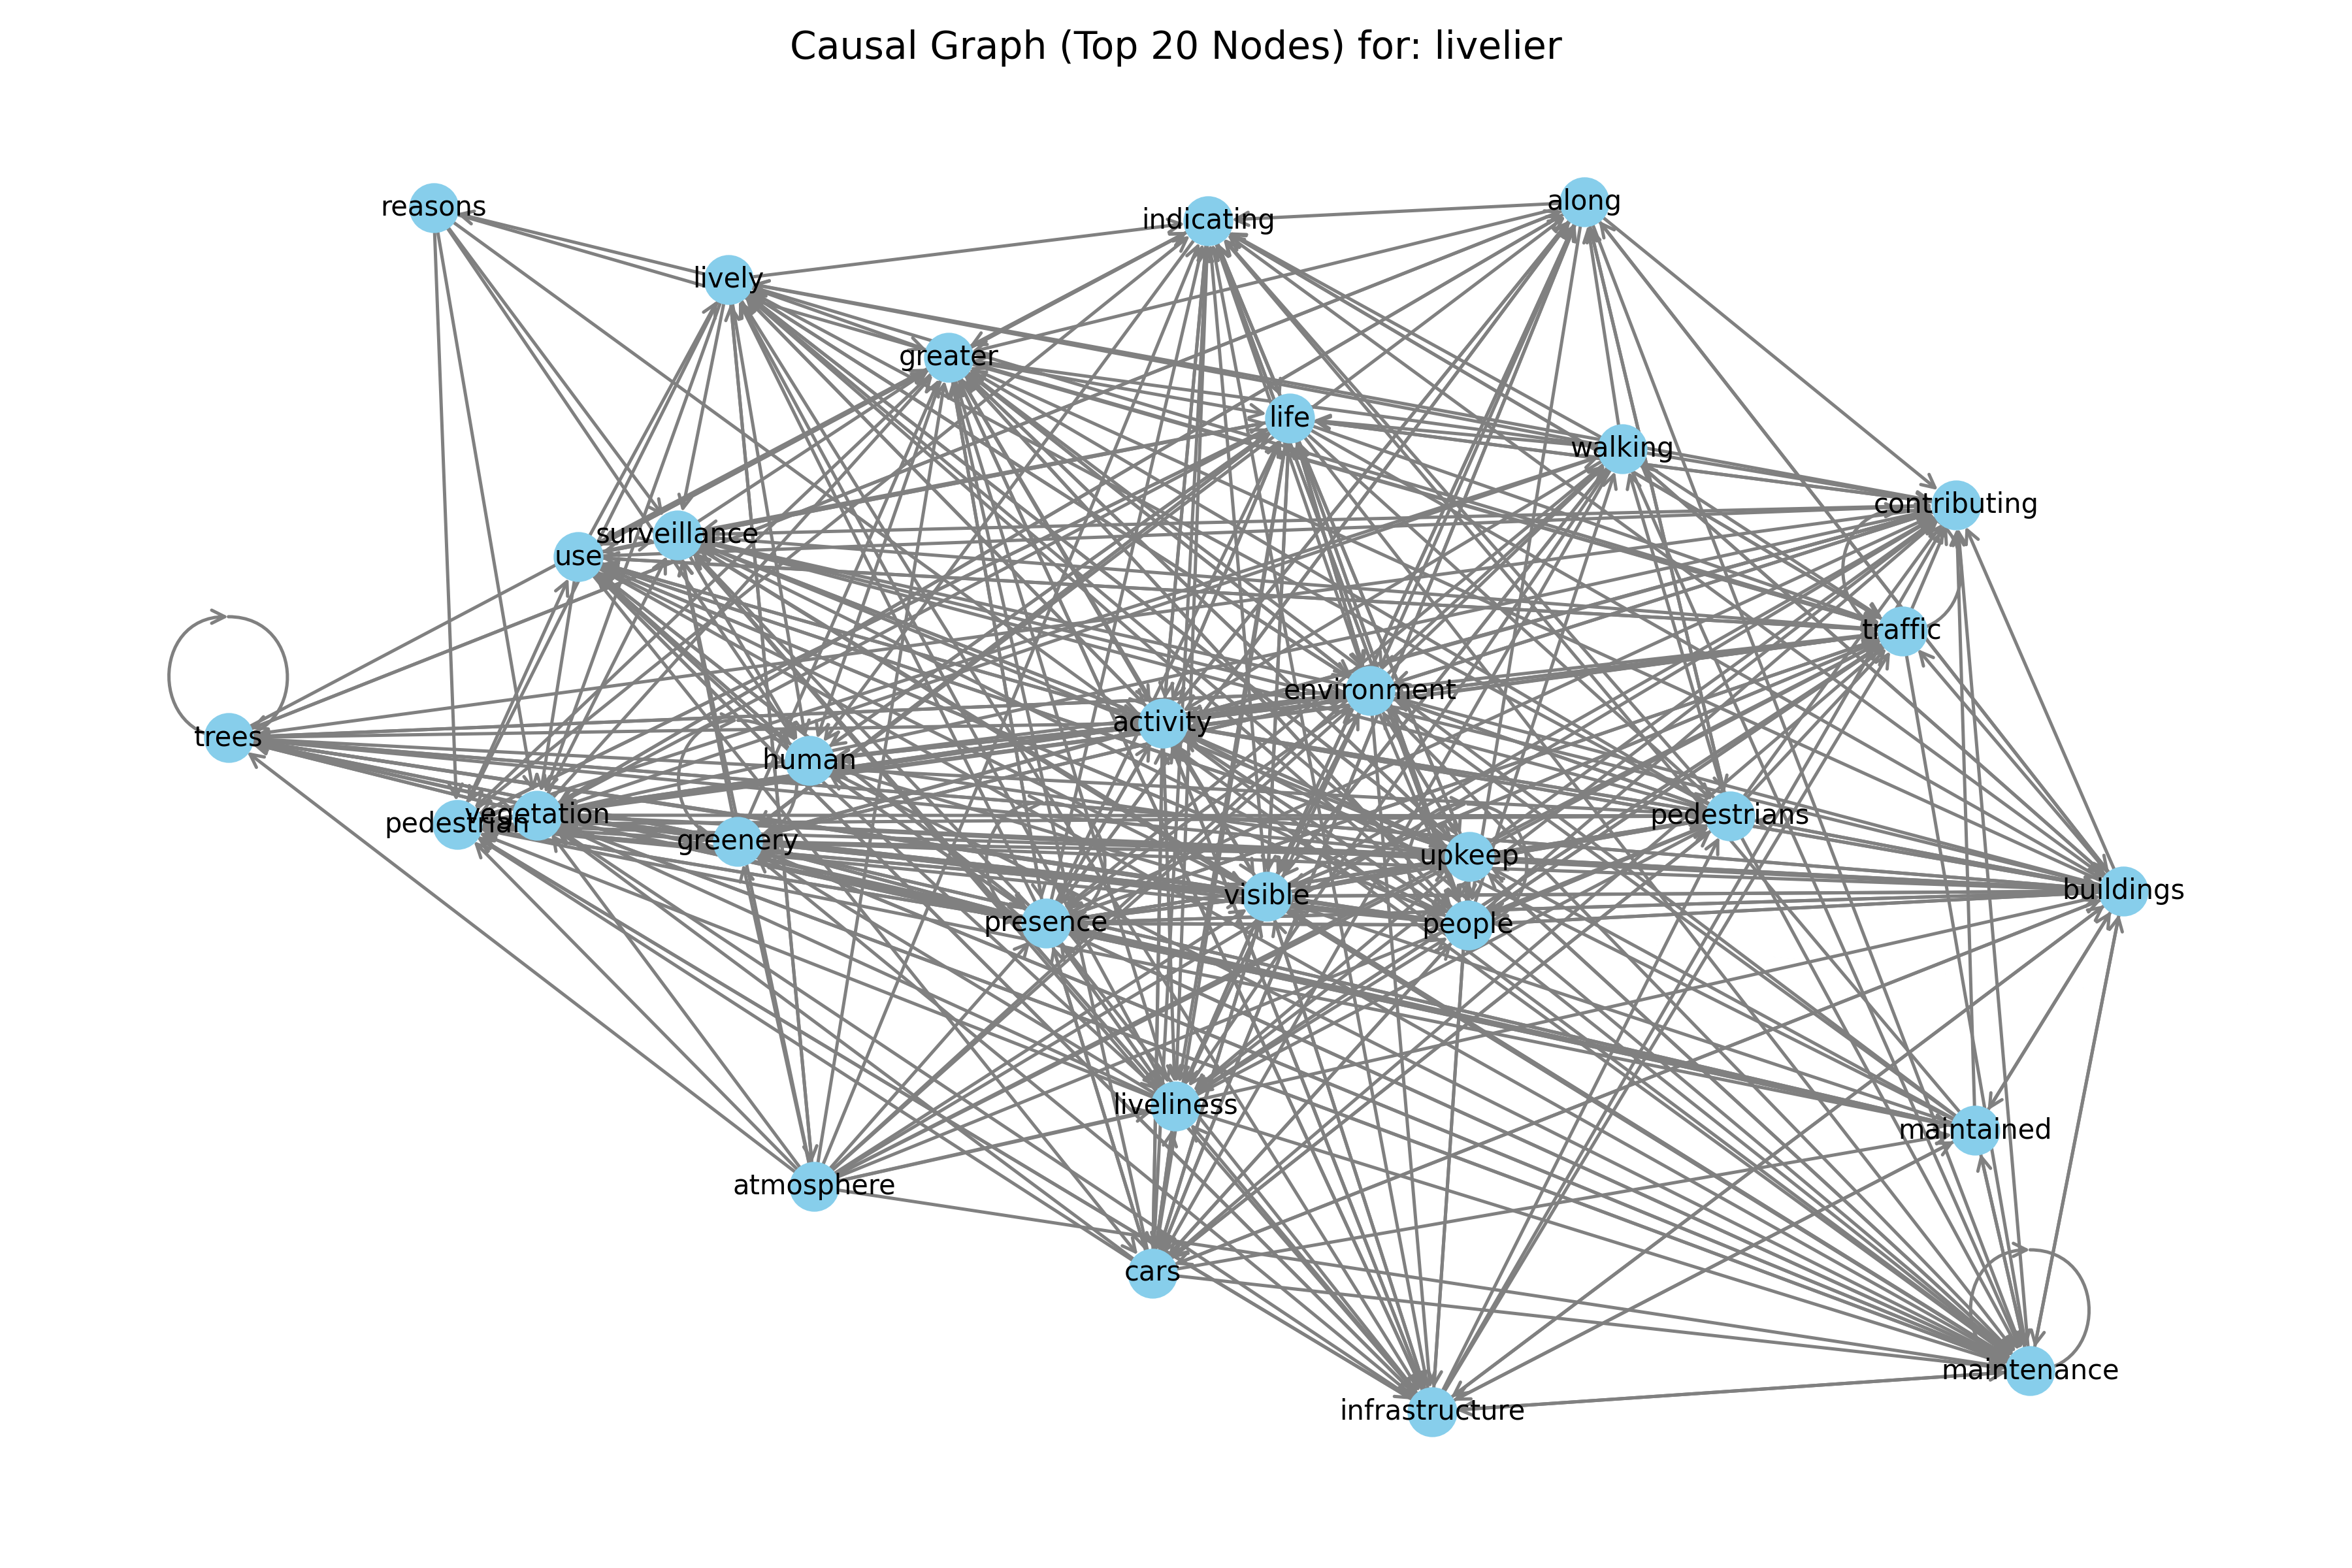 Causal Graph (Top 20 Nodes) for: livelier
reasons
indicating
along
lively
greater
life
walking
contributing
surveillance
use
traffic
environment
activity
trees
human
pedestrian
vegetation
greenery
pedestrians
upkeep
visible
buildings
presence
people
liveliness
maintained
atmosphere
cars
maintenance
infrastructure